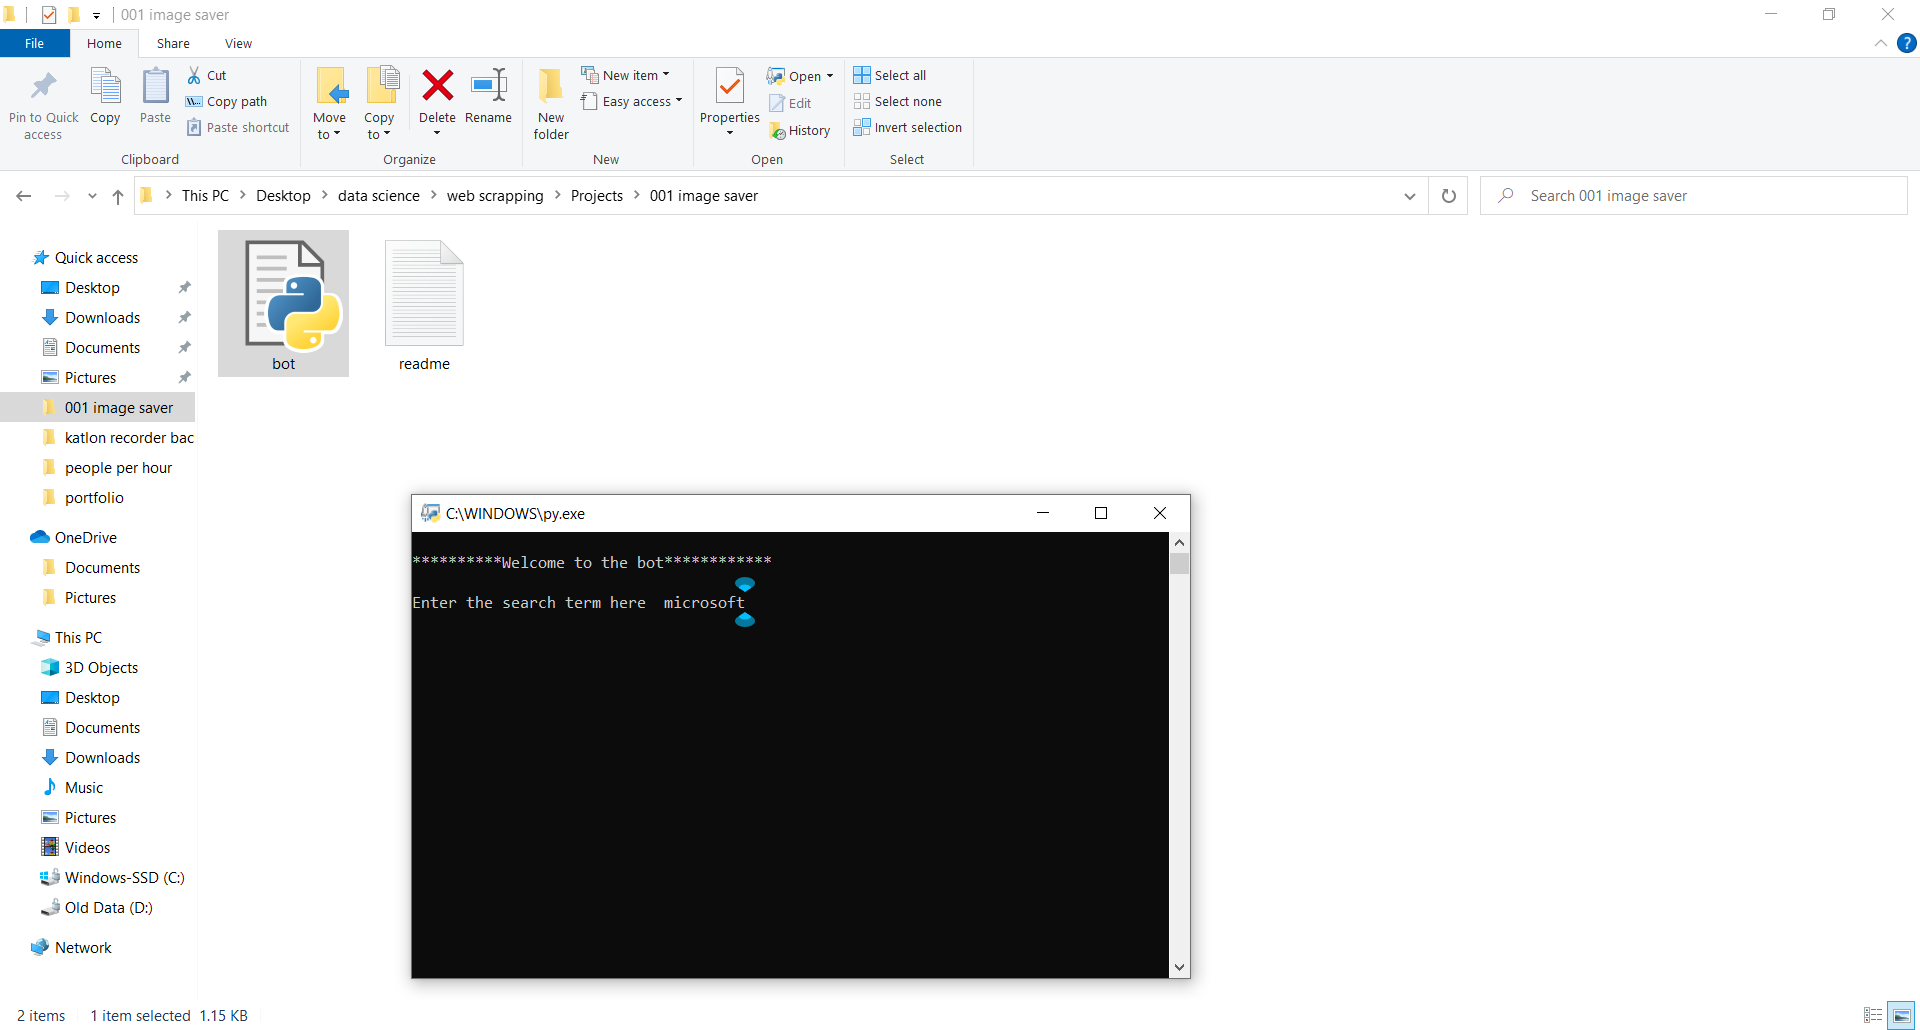 001 image saver
File Home Share View
Pin to Quick access
Copy
Paste
Cut
Copy path
Paste shortcut
Clipboard
Move to
Copy to
Delete
Rename
Organize
New folder
New item
Easy access
New
Properties
Open
Edit
History
Open
Select all
Select none
Invert selection
Select
This PC > Desktop > data science > web scrapping > Projects > 001 image saver
Search 001 image saver
Quick access
Desktop
Downloads
Documents
Pictures
001 image saver
katlon recorder bac
people per hour
portfolio
OneDrive
Documents
Pictures
This PC
3D Objects
Desktop
Documents
Downloads
Music
Pictures
Videos
Windows-SSD (C:)
Old Data (D:)
Network
bot
readme
C:\WINDOWS\py.exe
**********Welcome to the bot************
Enter the search term here  microsoft
2 items 1 item selected 1.15 KB